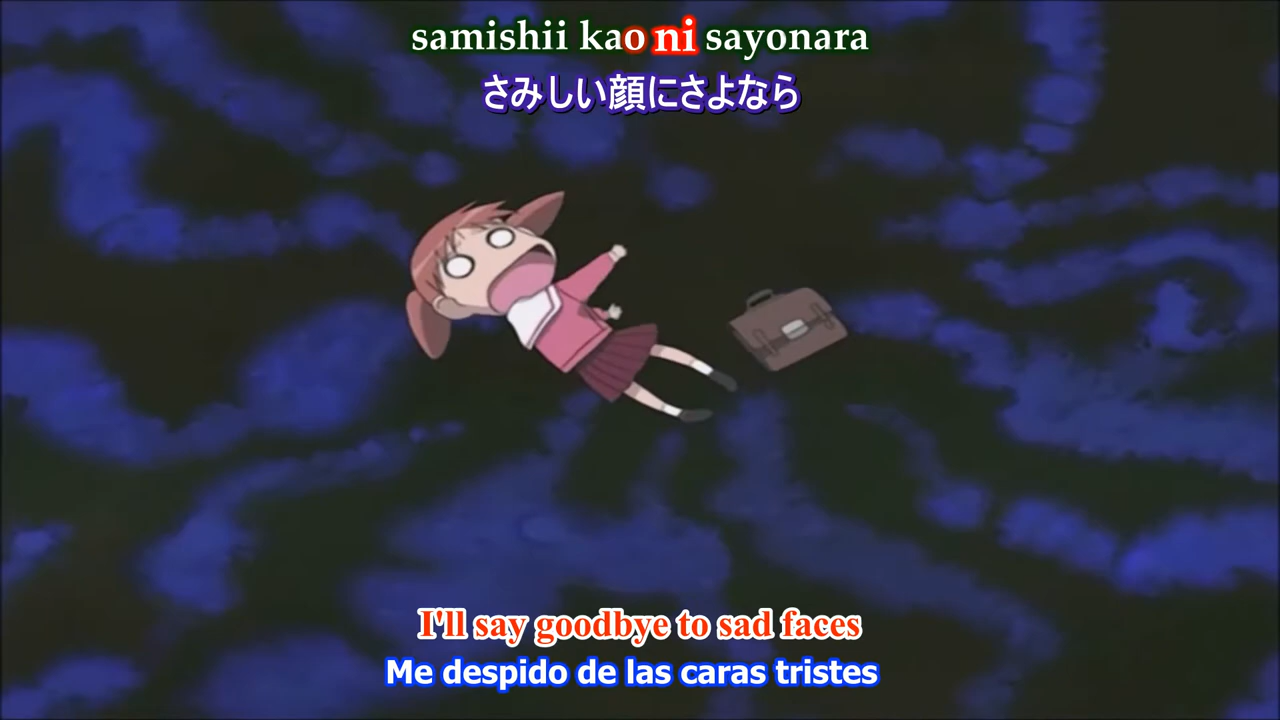 samishii kao ni sayonara
さみしい顔にさよなら
I'll say goodbye to sad faces
Me despido de las caras tristes